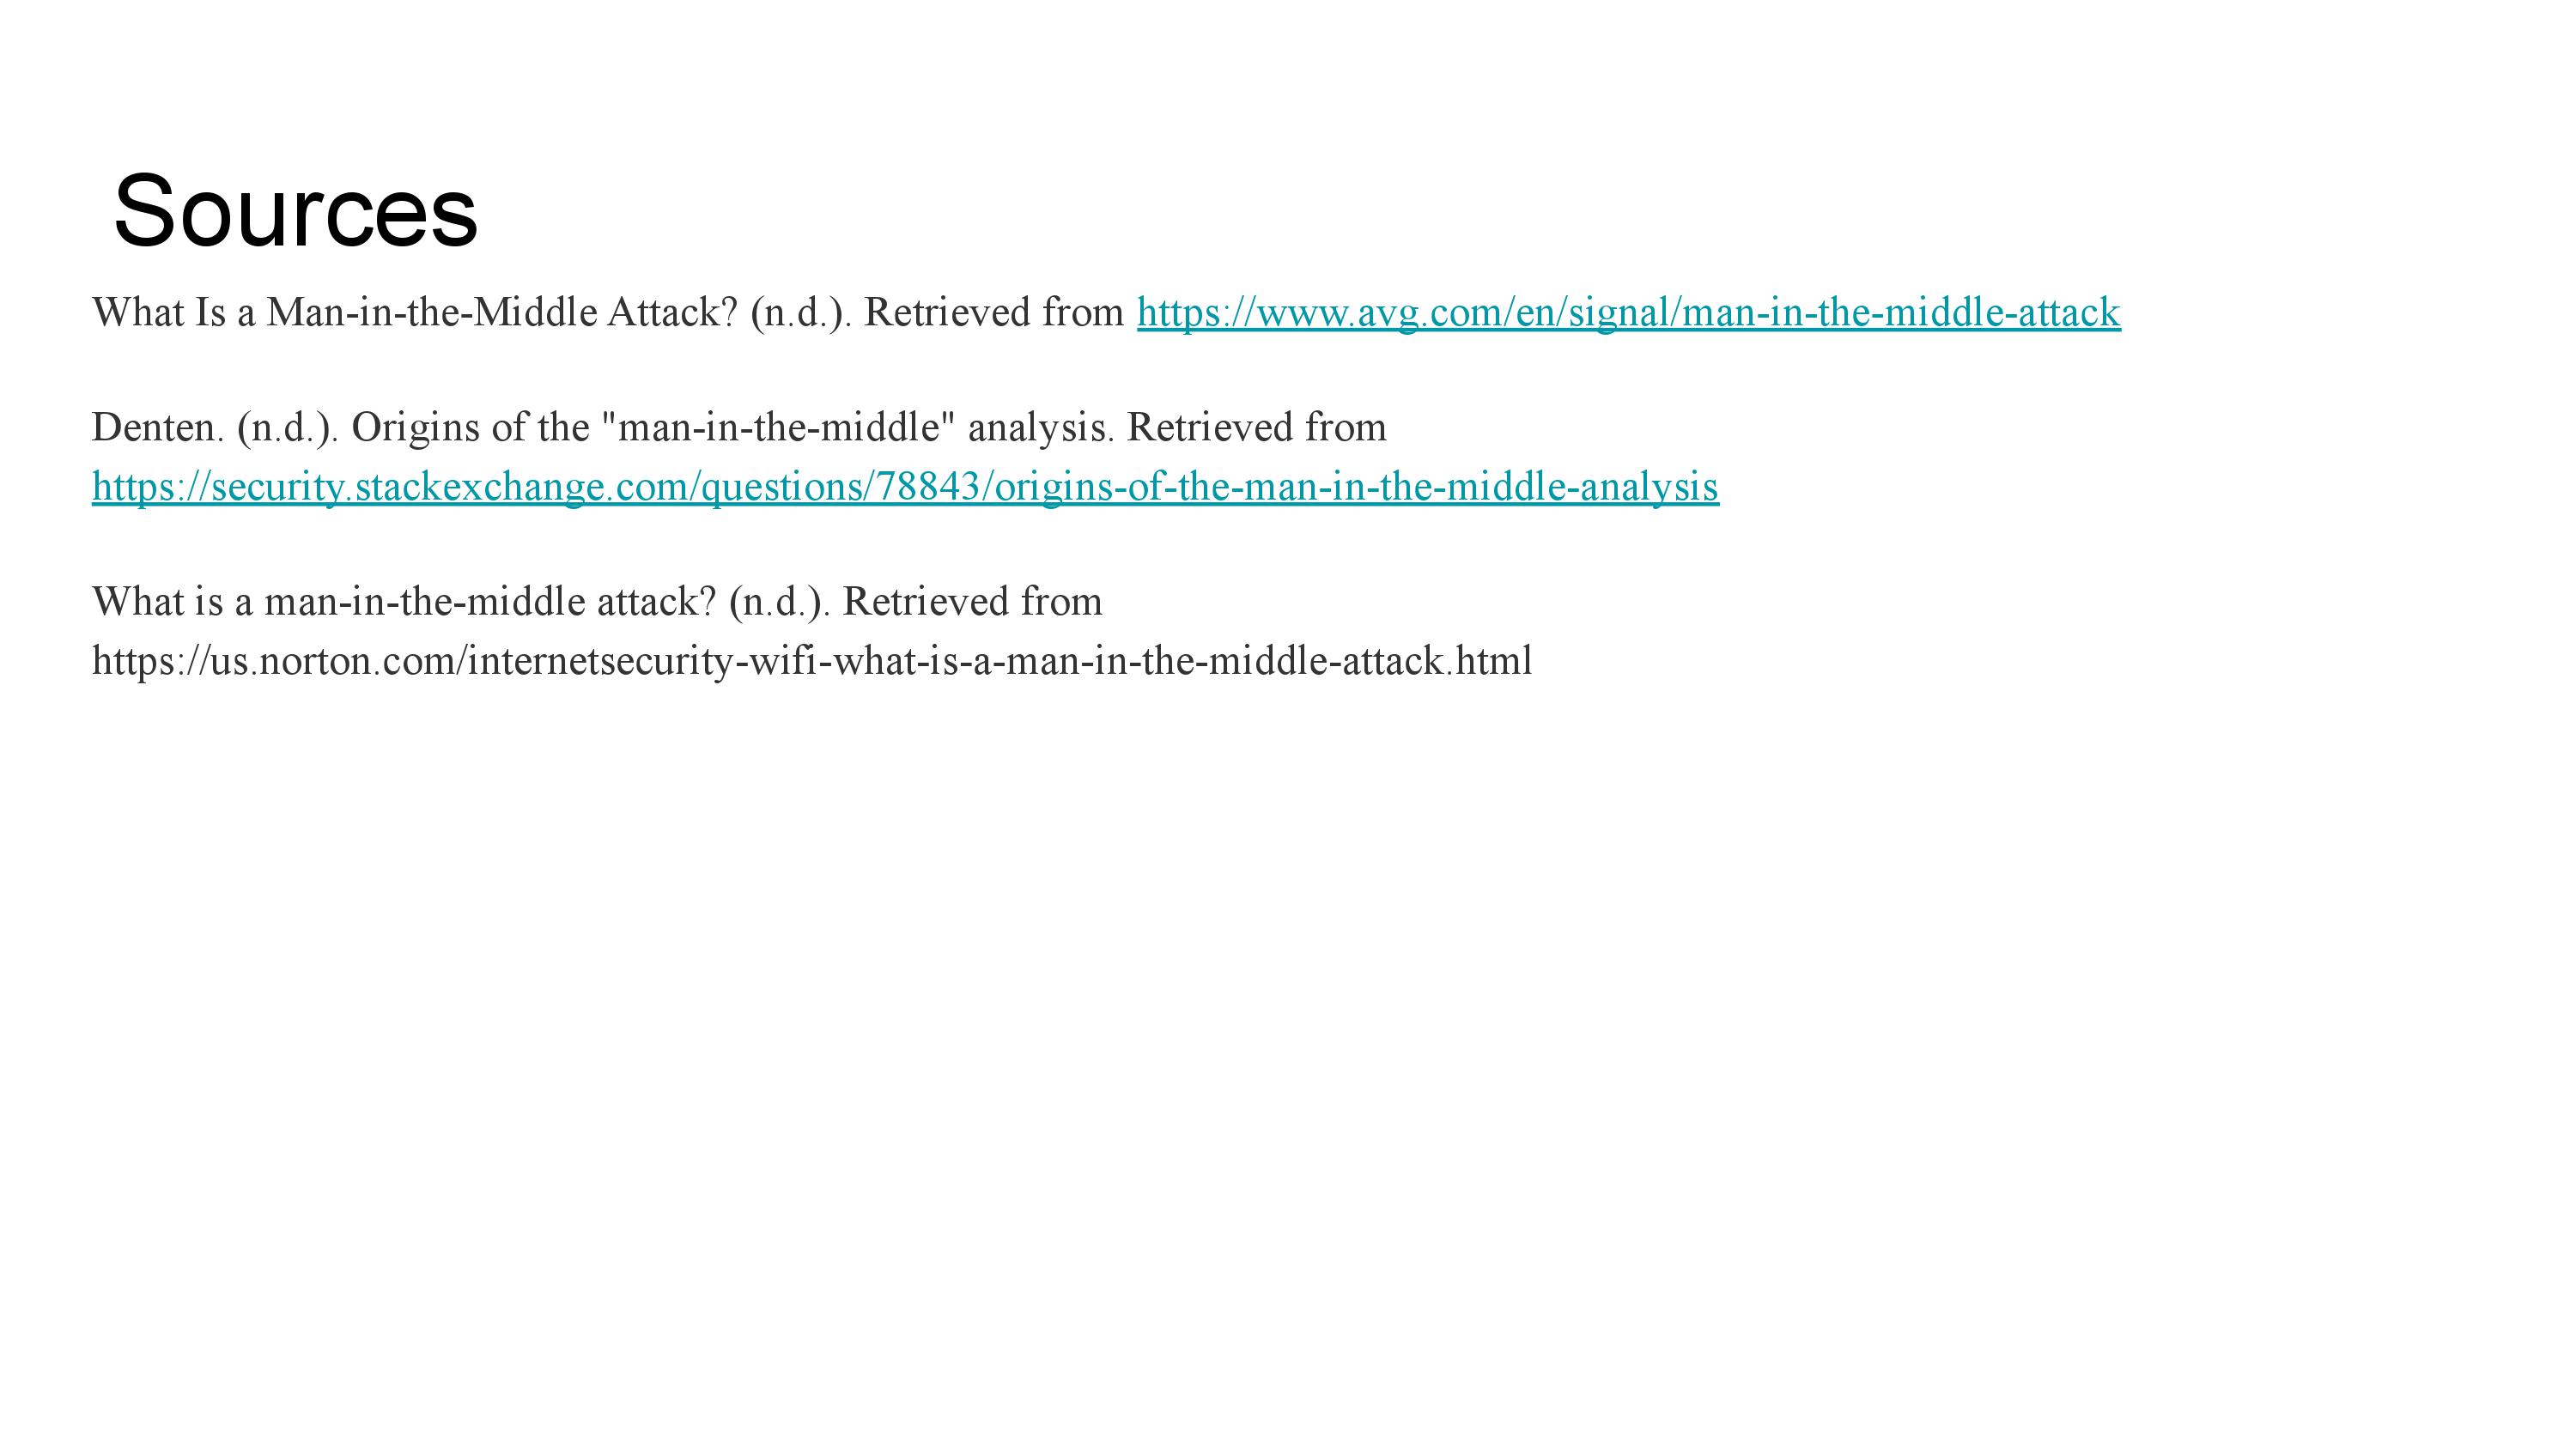 Sources
What Is a Man-in-the-Middle Attack? (n.d.). Retrieved from https://www.avg.com/en/signal/man-in-the-middle-attack
Denten. (n.d.). Origins of the "man-in-the-middle" analysis. Retrieved from
https://security.stackexchange.com/questions/78843/origins-of-the-man-in-the-middle-analysis
What is a man-in-the-middle attack? (n.d.). Retrieved from
https://us.norton.com/internetsecurity-wifi-what-is-a-man-in-the-middle-attack.html